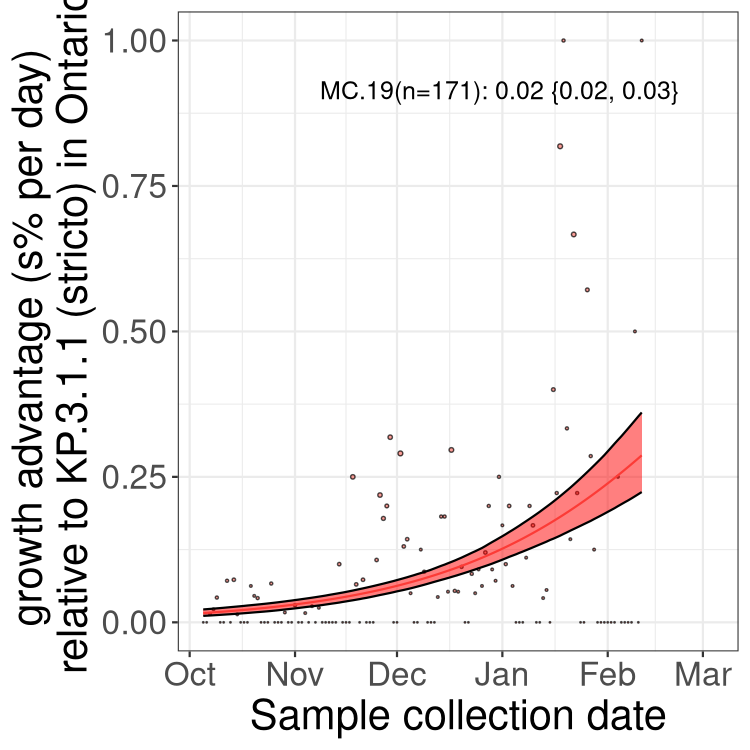 growth advantage (s% per day)
relative to KP.3.1.1 (stricto) in Ontario
1.00
0.75
0.50
0.25
0.00
MC.19(n=171): 0.02 {0.02, 0.03}
Oct Nov Dec Jan Feb Mar
Sample collection date